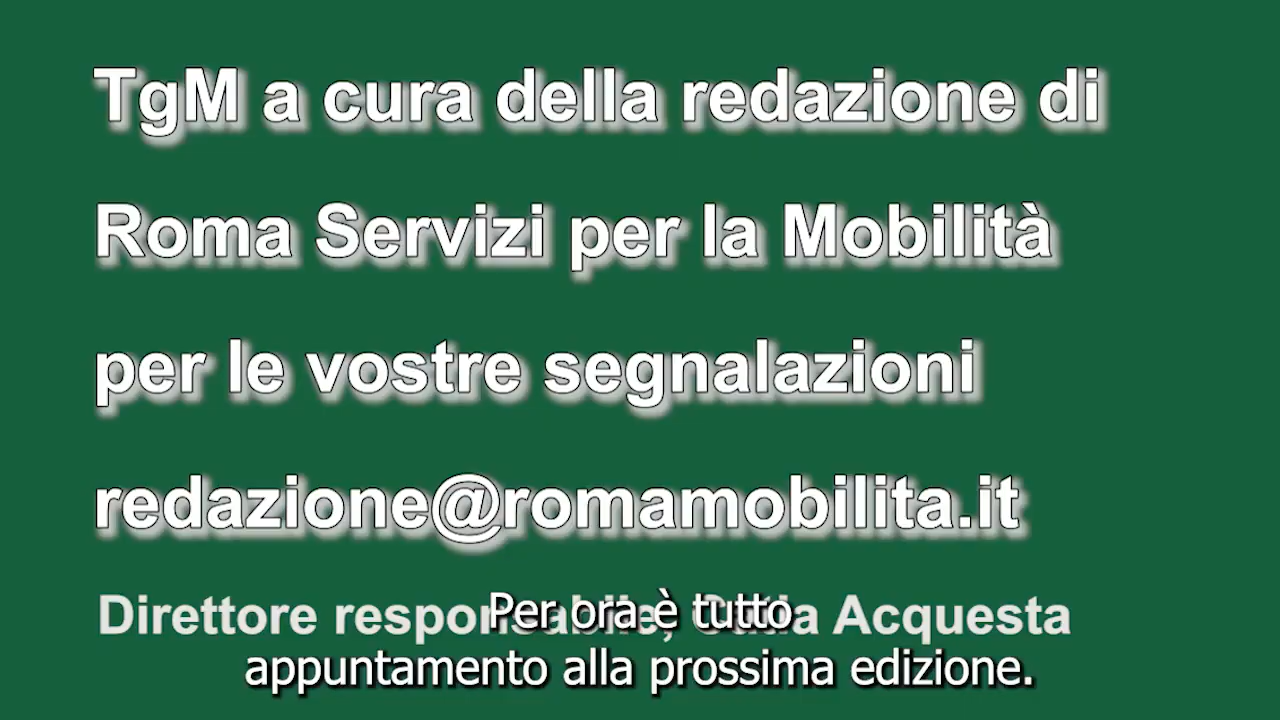 TgM a cura della redazione di
Roma Servizi per la Mobilità
per le vostre segnalazioni
redazione@romamobilita.it
Direttore responsabile, Acquesta
Per ora è tutto
appuntamento alla prossima edizione.